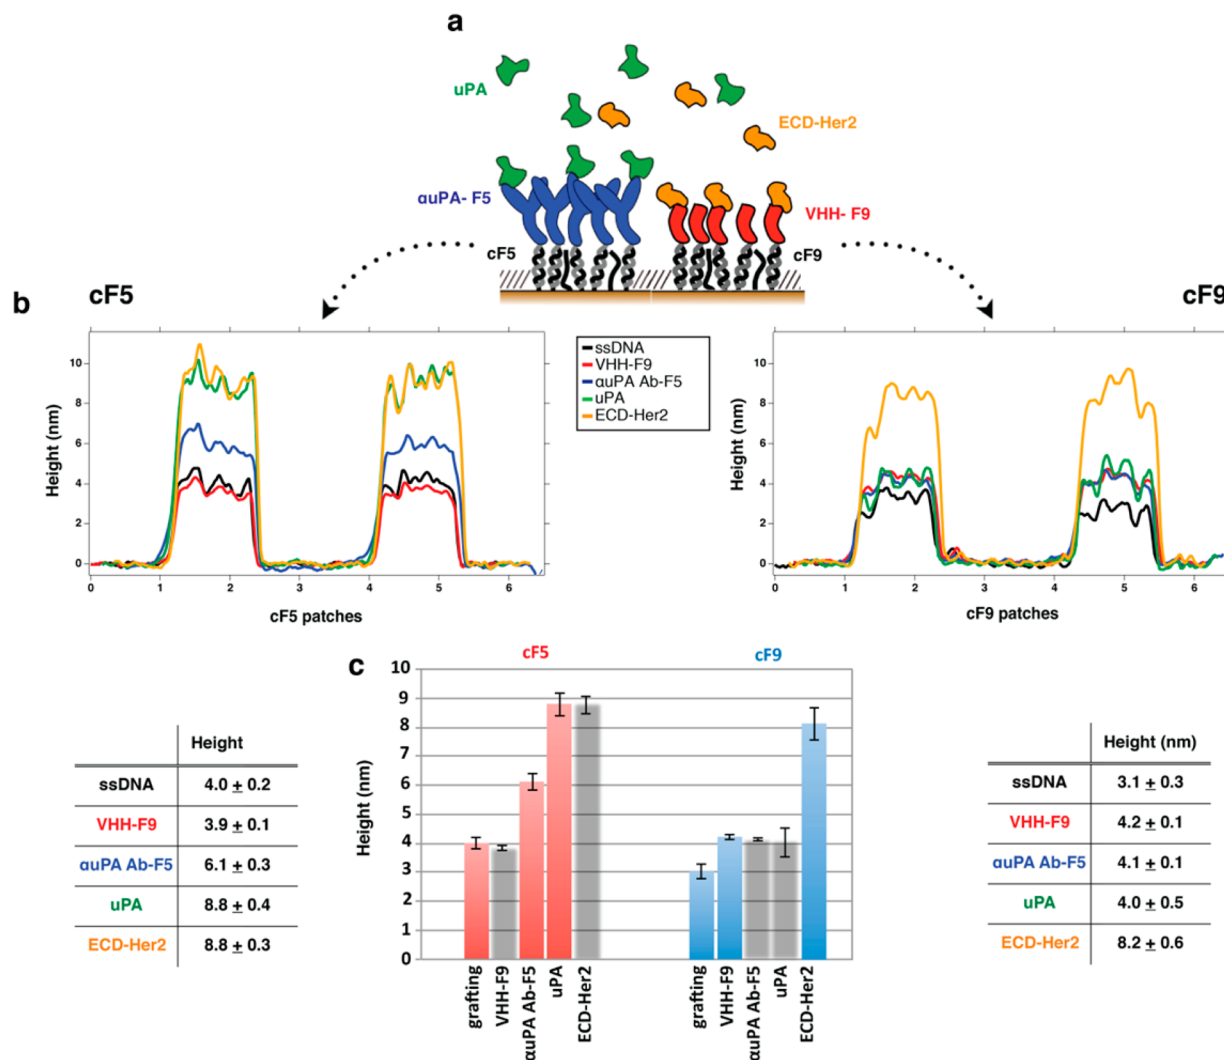 a
uPA
ECD-Her2
αuPA- F5
VHH- F9
cF5
cF9
b
cF5
cF9
ssDNA
VHH-F9
αuPA Ab-F5
uPA
ECD-Her2
Height (nm)
10
8
6
4
2
0
0 1 2 3 4 5 6
cF5 patches
Height (nm)
10
8
6
4
2
0
0 1 2 3 4 5 6
cF9 patches
c
cF5 cF9
Height (nm)
10
9
8
7
6
5
4
3
2
1
0
grafting
VHH-F9
αuPA Ab-F5
uPA
ECD-Her2
grafting
VHH-F9
αuPA Ab-F5
uPA
ECD-Her2
Height
ssDNA 4.0 ± 0.2
VHH-F9 3.9 ± 0.1
αuPA Ab-F5 6.1 ± 0.3
uPA 8.8 ± 0.4
ECD-Her2 8.8 ± 0.3
Height (nm)
ssDNA 3.1 ± 0.3
VHH-F9 4.2 ± 0.1
αuPA Ab-F5 4.1 ± 0.1
uPA 4.0 ± 0.5
ECD-Her2 8.2 ± 0.6